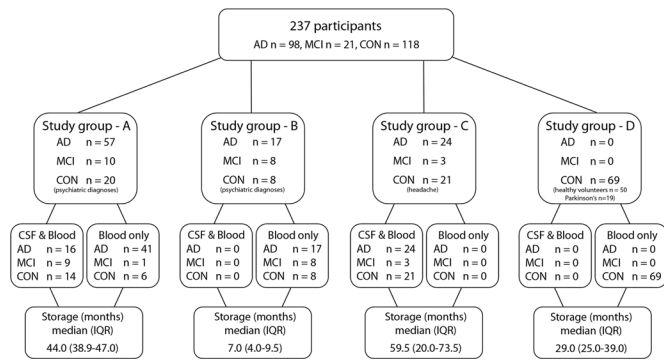 237 participants
AD n = 98, MCI n = 21, CON n = 118
Study group - A
AD n = 57
MCI n = 10
CON n = 20
(psychiatric diagnoses)
Study group - B
AD n = 17
MCI n = 8
CON n = 8
(psychiatric diagnoses)
Study group - C
AD n = 24
MCI n = 3
CON n = 21
(headache)
Study group - D
AD n = 0
MCI n = 0
CON n = 69
(healthy volunteers n = 50
Parkinson's n=19)
CSF & Blood
AD n = 16
MCI n = 9
CON n = 14
Blood only
AD n = 41
MCI n = 1
CON n = 6
CSF & Blood
AD n = 0
MCI n = 0
CON n = 0
Blood only
AD n = 17
MCI n = 8
CON n = 8
CSF & Blood
AD n = 24
MCI n = 3
CON n = 21
Blood only
AD n = 0
MCI n = 0
CON n = 0
CSF & Blood
AD n = 0
MCI n = 0
CON n = 0
Blood only
AD n = 0
MCI n = 0
CON n = 69
Storage (months)
median (IQR)
44.0 (38.9-47.0)
Storage (months)
median (IQR)
7.0 (4.0-9.5)
Storage (months)
median (IQR)
59.5 (20.0-73.5)
Storage (months)
median (IQR)
29.0 (25.0-39.0)